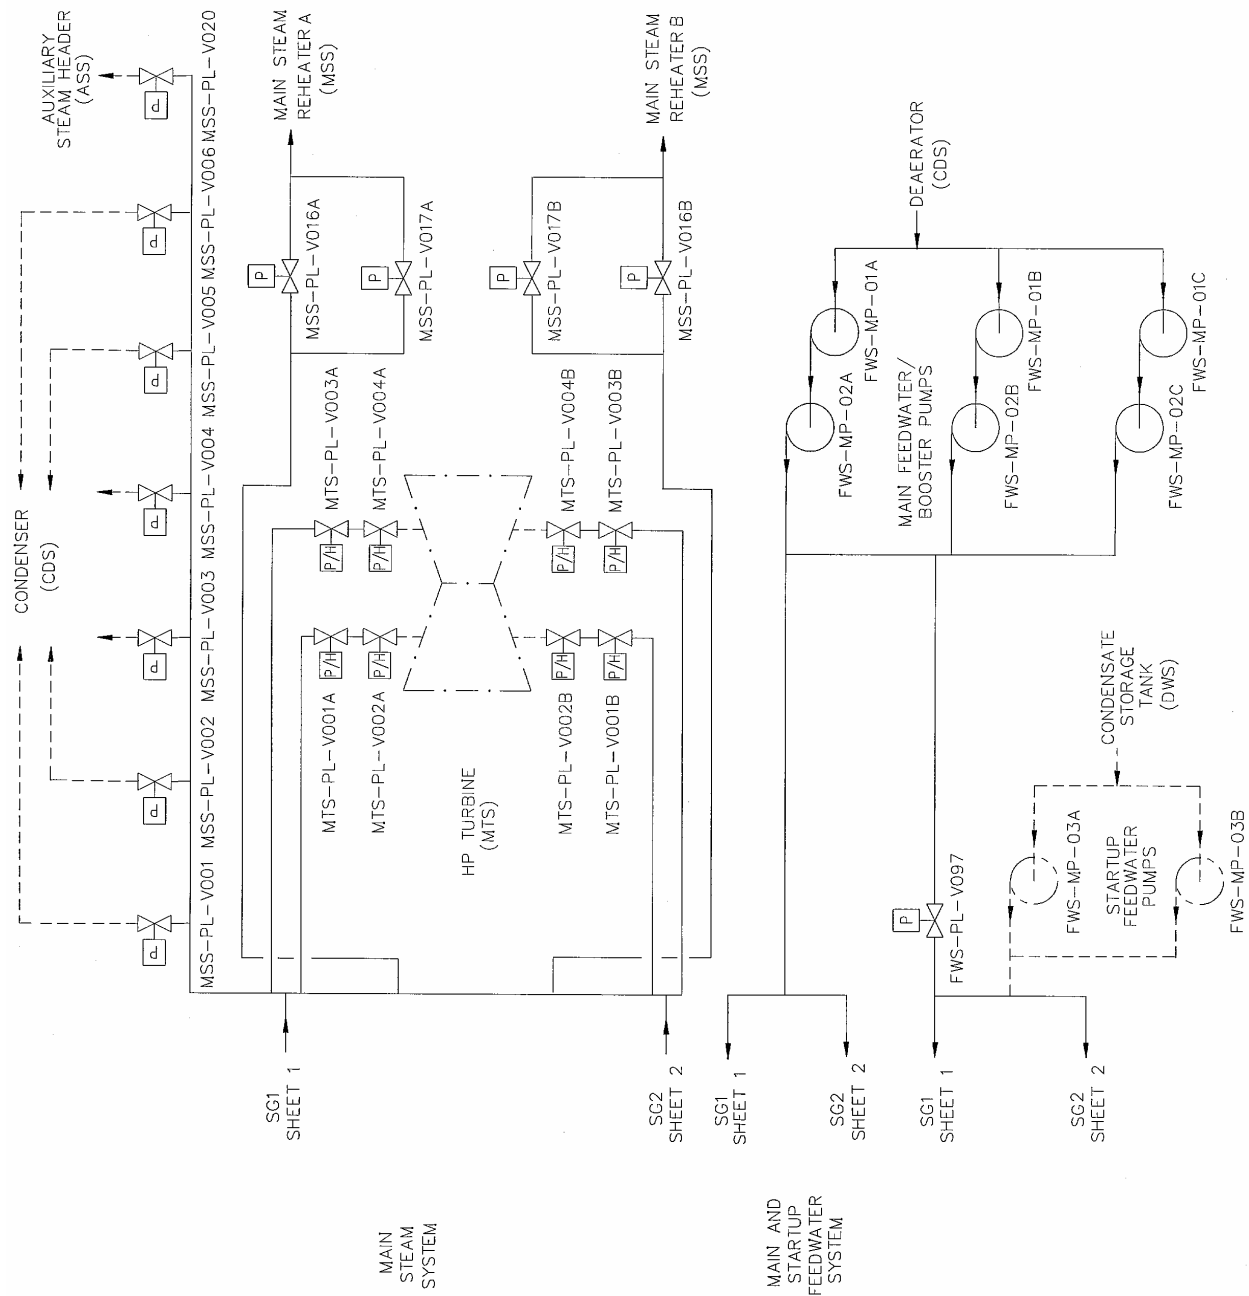 AUXILIARY
STEAM HEADER
(ASS)
CONDENSER
(CDS)
P
P
P
P
P
P
P
MSS-PL-V001
MSS-PL-V002
MSS-PL-V003
MSS-PL-V004
MSS-PL-V005
MSS-PL-V006
MSS-PL-V020
MAIN STEAM
REHEATER A
(MSS)
P
MSS-PL-V016A
P
MSS-PL-V017A
MAIN STEAM
REHEATER B
(MSS)
P
MSS-PL-V017B
P
MSS-PL-V016B
MTS-PL-V003A
MTS-PL-V004A
P/H
P/H
MTS-PL-V004B
MTS-PL-V003B
P/H
P/H
MTS-PL-V001A
MTS-PL-V002A
P/H
P/H
MTS-PL-V002B
MTS-PL-V001B
P/H
P/H
HP TURBINE
(MTS)
SG1
SHEET 1
SG2
SHEET 2
MAIN
STEAM
SYSTEM
DEAERATOR
(CDS)
FWS-MP-01A
FWS-MP-02A
MAIN FEEDWATER/
BOOSTER PUMPS
FWS-MP-01B
FWS-MP-02B
FWS-MP-01C
FWS-MP-02C
CONDENSATE
STORAGE
TANK
(DWS)
P
FWS-PL-V097
FWS-MP-03A
STARTUP
FEEDWATER
PUMPS
FWS-MP-03B
SG1
SHEET 1
SG2
SHEET 2
SG1
SHEET 1
SG2
SHEET 2
MAIN AND
STARTUP
FEEDWATER
SYSTEM